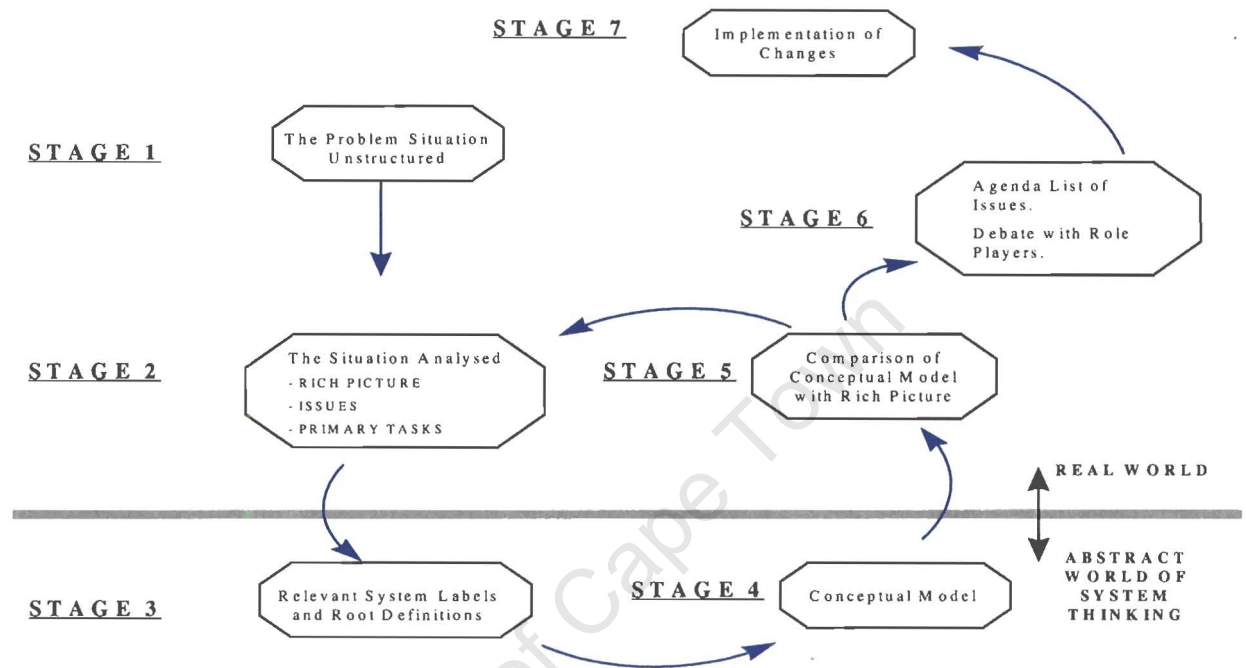 STAGE 7
Implementation of
Changes
STAGE 1
The Problem Situation
Unstructured
STAGE 6
Agenda List of
Issues.
Debate with Role
Players.
STAGE 2
The Situation Analysed
- RICH PICTURE
- ISSUES
- PRIMARY TASKS
STAGE 5
Comparison of
Conceptual Model
with Rich Picture
REAL WORLD
ABSTRACT
WORLD OF
SYSTEM
THINKING
STAGE 3
Relevant System Labels
and Root Definitions
STAGE 4
Conceptual Model
of Cape Town